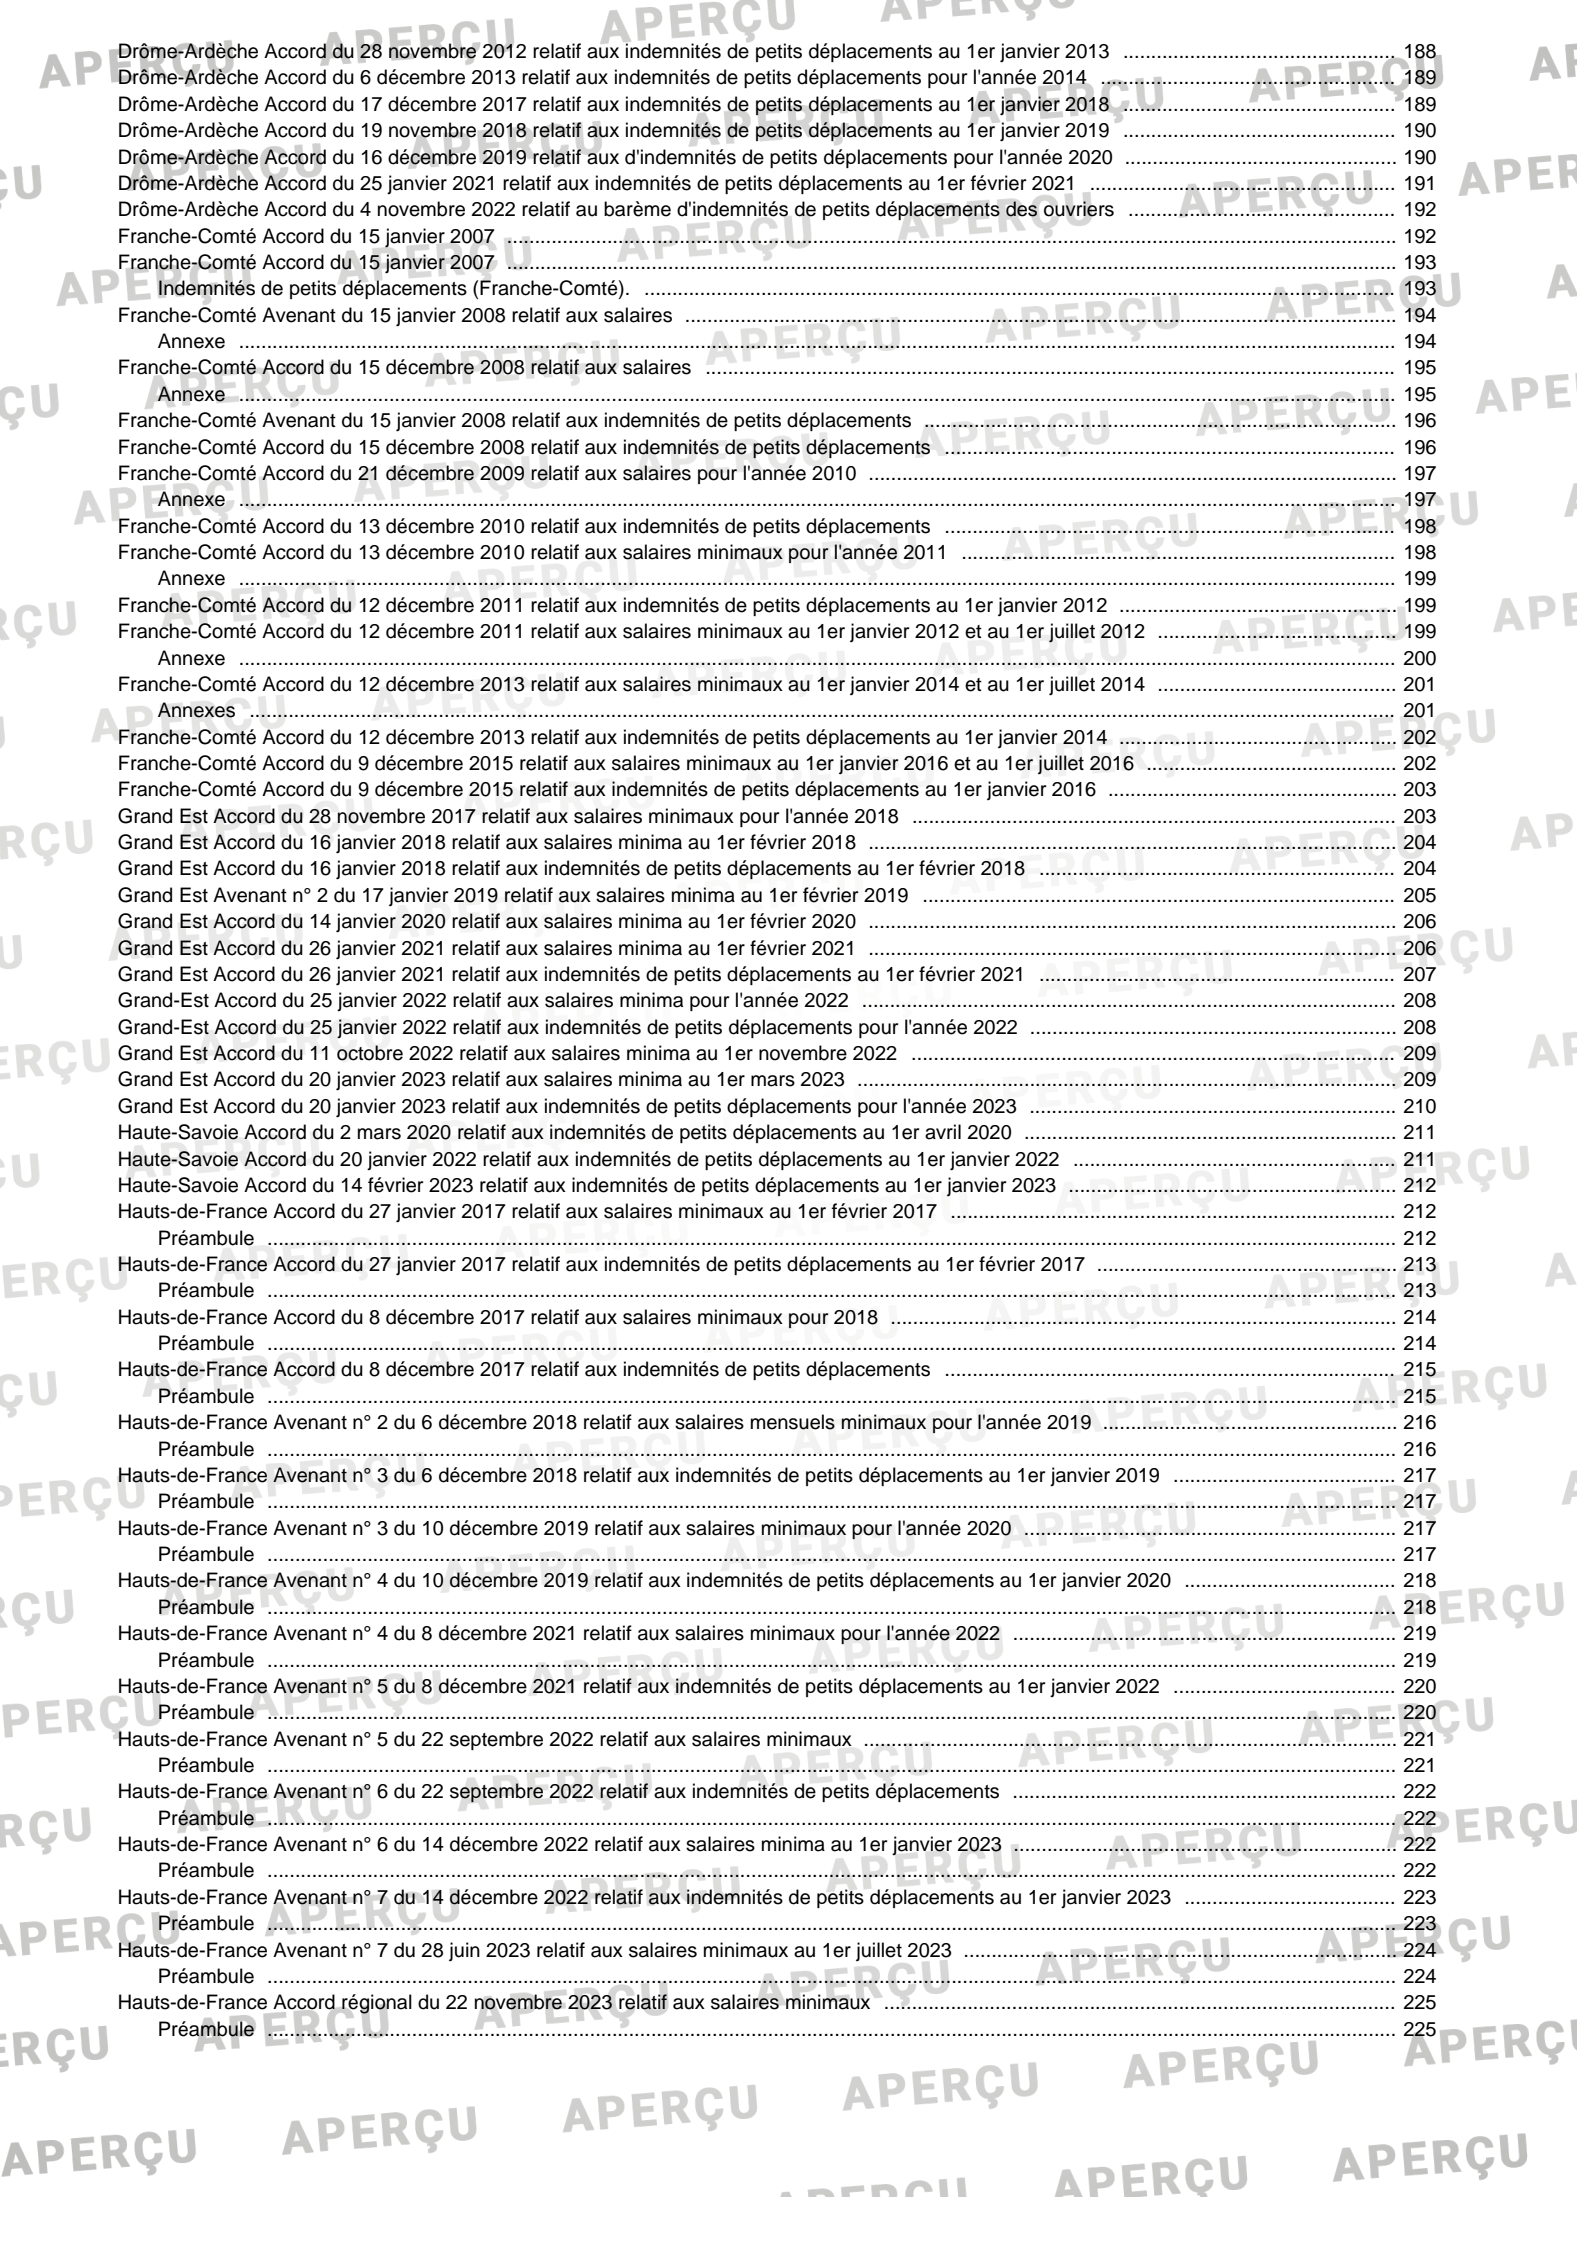 Drôme-Ardèche Accord du 28 novembre 2012 relatif aux indemnités de petits déplacements au 1er janvier 2013 ........ 188
Drôme-Ardèche Accord du 6 décembre 2013 relatif aux indemnités de petits déplacements pour l'année 2014 ........ 189
Drôme-Ardèche Accord du 17 décembre 2017 relatif aux indemnités de petits déplacements au 1er janvier 2018 ........ 189
Drôme-Ardèche Accord du 19 novembre 2018 relatif aux indemnités de petits déplacements au 1er janvier 2019 ........ 190
Drôme-Ardèche Accord du 16 décembre 2019 relatif aux d'indemnités de petits déplacements pour l'année 2020 ........ 190
Drôme-Ardèche Accord du 25 janvier 2021 relatif aux indemnités de petits déplacements au 1er février 2021 ........ 191
Drôme-Ardèche Accord du 4 novembre 2022 relatif au barème d'indemnités de petits déplacements des ouvriers ........ 192
Franche-Comté Accord du 15 janvier 2007 ........ 192
Franche-Comté Accord du 15 janvier 2007 ........ 193
Indemnités de petits déplacements (Franche-Comté). ........ 193
Franche-Comté Avenant du 15 janvier 2008 relatif aux salaires ........ 194
Annexe ........ 194
Franche-Comté Accord du 15 décembre 2008 relatif aux salaires ........ 195
Annexe ........ 195
Franche-Comté Avenant du 15 janvier 2008 relatif aux indemnités de petits déplacements ........ 196
Franche-Comté Accord du 15 décembre 2008 relatif aux indemnités de petits déplacements ........ 196
Franche-Comté Accord du 21 décembre 2009 relatif aux salaires pour l'année 2010 ........ 197
Annexe ........ 197
Franche-Comté Accord du 13 décembre 2010 relatif aux indemnités de petits déplacements ........ 198
Franche-Comté Accord du 13 décembre 2010 relatif aux salaires minimaux pour l'année 2011 ........ 198
Annexe ........ 199
Franche-Comté Accord du 12 décembre 2011 relatif aux indemnités de petits déplacements au 1er janvier 2012 ........ 199
Franche-Comté Accord du 12 décembre 2011 relatif aux salaires minimaux au 1er janvier 2012 et au 1er juillet 2012 ........ 199
Annexe ........ 200
Franche-Comté Accord du 12 décembre 2013 relatif aux salaires minimaux au 1er janvier 2014 et au 1er juillet 2014 ........ 201
Annexes ........ 201
Franche-Comté Accord du 12 décembre 2013 relatif aux indemnités de petits déplacements au 1er janvier 2014 ........ 202
Franche-Comté Accord du 9 décembre 2015 relatif aux salaires minimaux au 1er janvier 2016 et au 1er juillet 2016 ........ 202
Franche-Comté Accord du 9 décembre 2015 relatif aux indemnités de petits déplacements au 1er janvier 2016 ........ 203
Grand Est Accord du 28 novembre 2017 relatif aux salaires minimaux pour l'année 2018 ........ 203
Grand Est Accord du 16 janvier 2018 relatif aux salaires minima au 1er février 2018 ........ 204
Grand Est Accord du 16 janvier 2018 relatif aux indemnités de petits déplacements au 1er février 2018 ........ 204
Grand Est Avenant n° 2 du 17 janvier 2019 relatif aux salaires minima au 1er février 2019 ........ 205
Grand Est Accord du 14 janvier 2020 relatif aux salaires minima au 1er février 2020 ........ 206
Grand Est Accord du 26 janvier 2021 relatif aux salaires minima au 1er février 2021 ........ 206
Grand Est Accord du 26 janvier 2021 relatif aux indemnités de petits déplacements au 1er février 2021 ........ 207
Grand-Est Accord du 25 janvier 2022 relatif aux salaires minima pour l'année 2022 ........ 208
Grand-Est Accord du 25 janvier 2022 relatif aux indemnités de petits déplacements pour l'année 2022 ........ 208
Grand Est Accord du 11 octobre 2022 relatif aux salaires minima au 1er novembre 2022 ........ 209
Grand Est Accord du 20 janvier 2023 relatif aux salaires minima au 1er mars 2023 ........ 209
Grand Est Accord du 20 janvier 2023 relatif aux indemnités de petits déplacements pour l'année 2023 ........ 210
Haute-Savoie Accord du 2 mars 2020 relatif aux indemnités de petits déplacements au 1er avril 2020 ........ 211
Haute-Savoie Accord du 20 janvier 2022 relatif aux indemnités de petits déplacements au 1er janvier 2022 ........ 211
Haute-Savoie Accord du 14 février 2023 relatif aux indemnités de petits déplacements au 1er janvier 2023 ........ 212
Hauts-de-France Accord du 27 janvier 2017 relatif aux salaires minimaux au 1er février 2017 ........ 212
Préambule ........ 212
Hauts-de-France Accord du 27 janvier 2017 relatif aux indemnités de petits déplacements au 1er février 2017 ........ 213
Préambule ........ 213
Hauts-de-France Accord du 8 décembre 2017 relatif aux salaires minimaux pour 2018 ........ 214
Préambule ........ 214
Hauts-de-France Accord du 8 décembre 2017 relatif aux indemnités de petits déplacements ........ 215
Préambule ........ 215
Hauts-de-France Avenant n° 2 du 6 décembre 2018 relatif aux salaires mensuels minimaux pour l'année 2019 ........ 216
Préambule ........ 216
Hauts-de-France Avenant n° 3 du 6 décembre 2018 relatif aux indemnités de petits déplacements au 1er janvier 2019 ........ 217
Préambule ........ 217
Hauts-de-France Avenant n° 3 du 10 décembre 2019 relatif aux salaires minimaux pour l'année 2020 ........ 217
Préambule ........ 217
Hauts-de-France Avenant n° 4 du 10 décembre 2019 relatif aux indemnités de petits déplacements au 1er janvier 2020 ........ 218
Préambule ........ 218
Hauts-de-France Avenant n° 4 du 8 décembre 2021 relatif aux salaires minimaux pour l'année 2022 ........ 219
Préambule ........ 219
Hauts-de-France Avenant n° 5 du 8 décembre 2021 relatif aux indemnités de petits déplacements au 1er janvier 2022 ........ 220
Préambule ........ 220
Hauts-de-France Avenant n° 5 du 22 septembre 2022 relatif aux salaires minimaux ........ 221
Préambule ........ 221
Hauts-de-France Avenant n° 6 du 22 septembre 2022 relatif aux indemnités de petits déplacements ........ 222
Préambule ........ 222
Hauts-de-France Avenant n° 6 du 14 décembre 2022 relatif aux salaires minima au 1er janvier 2023 ........ 222
Préambule ........ 222
Hauts-de-France Avenant n° 7 du 14 décembre 2022 relatif aux indemnités de petits déplacements au 1er janvier 2023 ........ 223
Préambule ........ 223
Hauts-de-France Avenant n° 7 du 28 juin 2023 relatif aux salaires minimaux au 1er juillet 2023 ........ 224
Préambule ........ 224
Hauts-de-France Accord régional du 22 novembre 2023 relatif aux salaires minimaux ........ 225
Préambule ........ 225
APERÇU